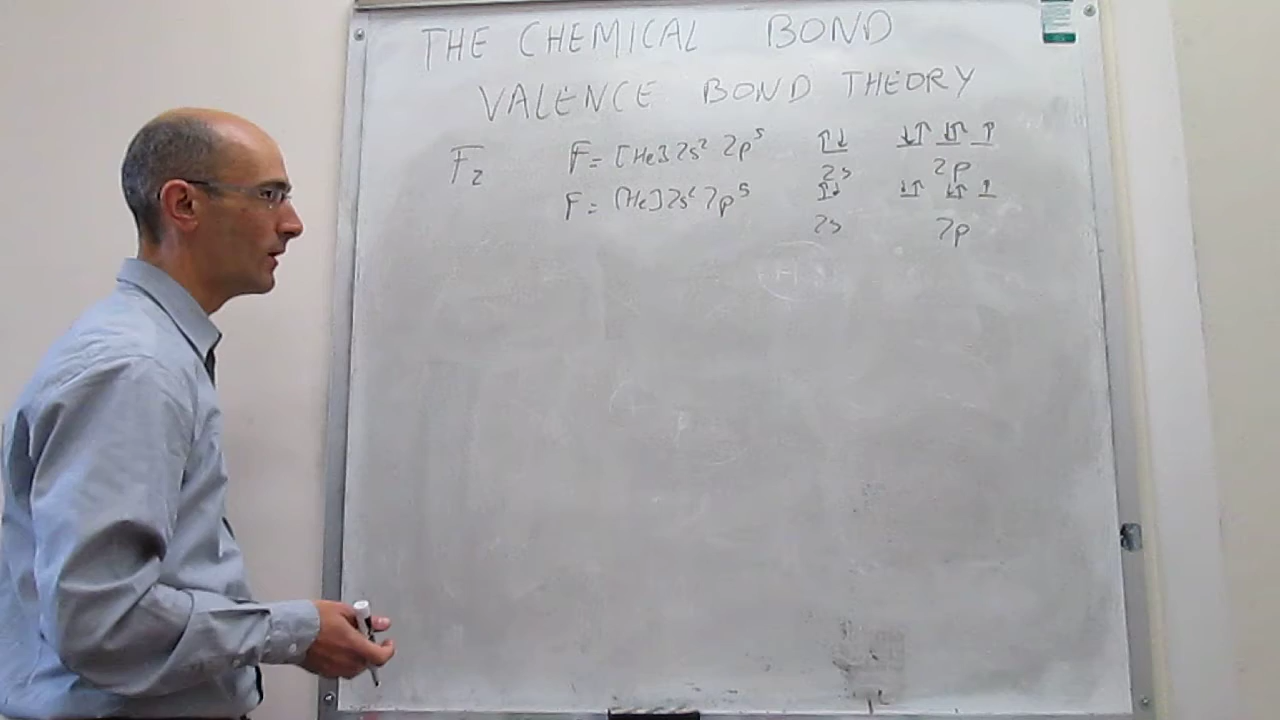 THE CHEMICAL BOND
VALENCE BOND THEORY
F₂ F = [He] 2s² 2p⁵ ↑↓ ↓↑ ↓↑ ↑
2s 2p
F = [He] 2s² 2p⁵ ↑↓ ↓↑ ↓↑ ↑
2s 2p